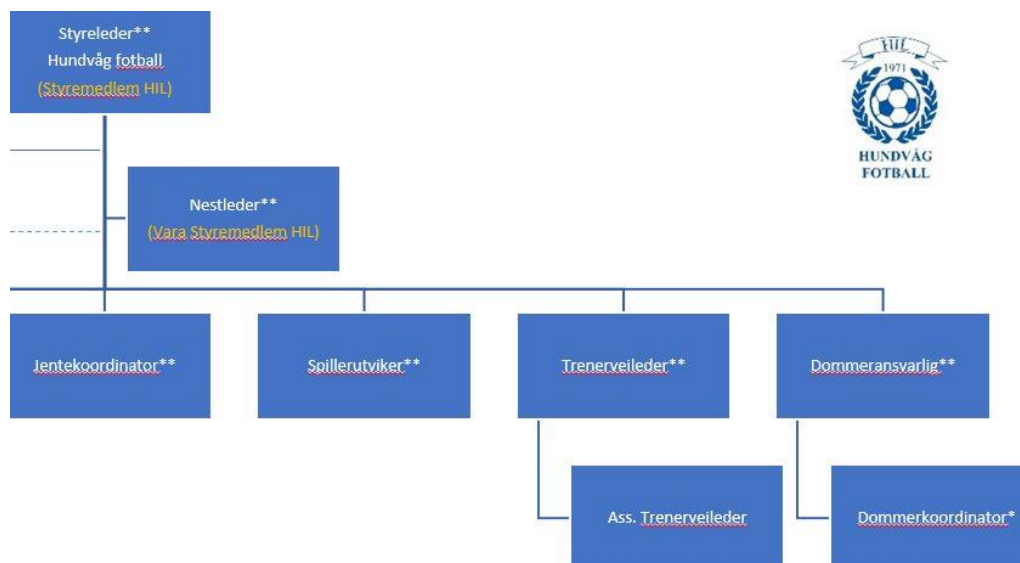 Styreleder**
Hundvåg fotball
(Styremedlem HIL)
HIL
1971
HUNDVÅG
FOTBALL
Nestleder**
(Vara Styremedlem HIL)
Jentekoordinator**
Spillerutviker**
Trenerveileder**
Dommeransvarlig**
Ass. Trenerveileder
Dommerkoordinator*